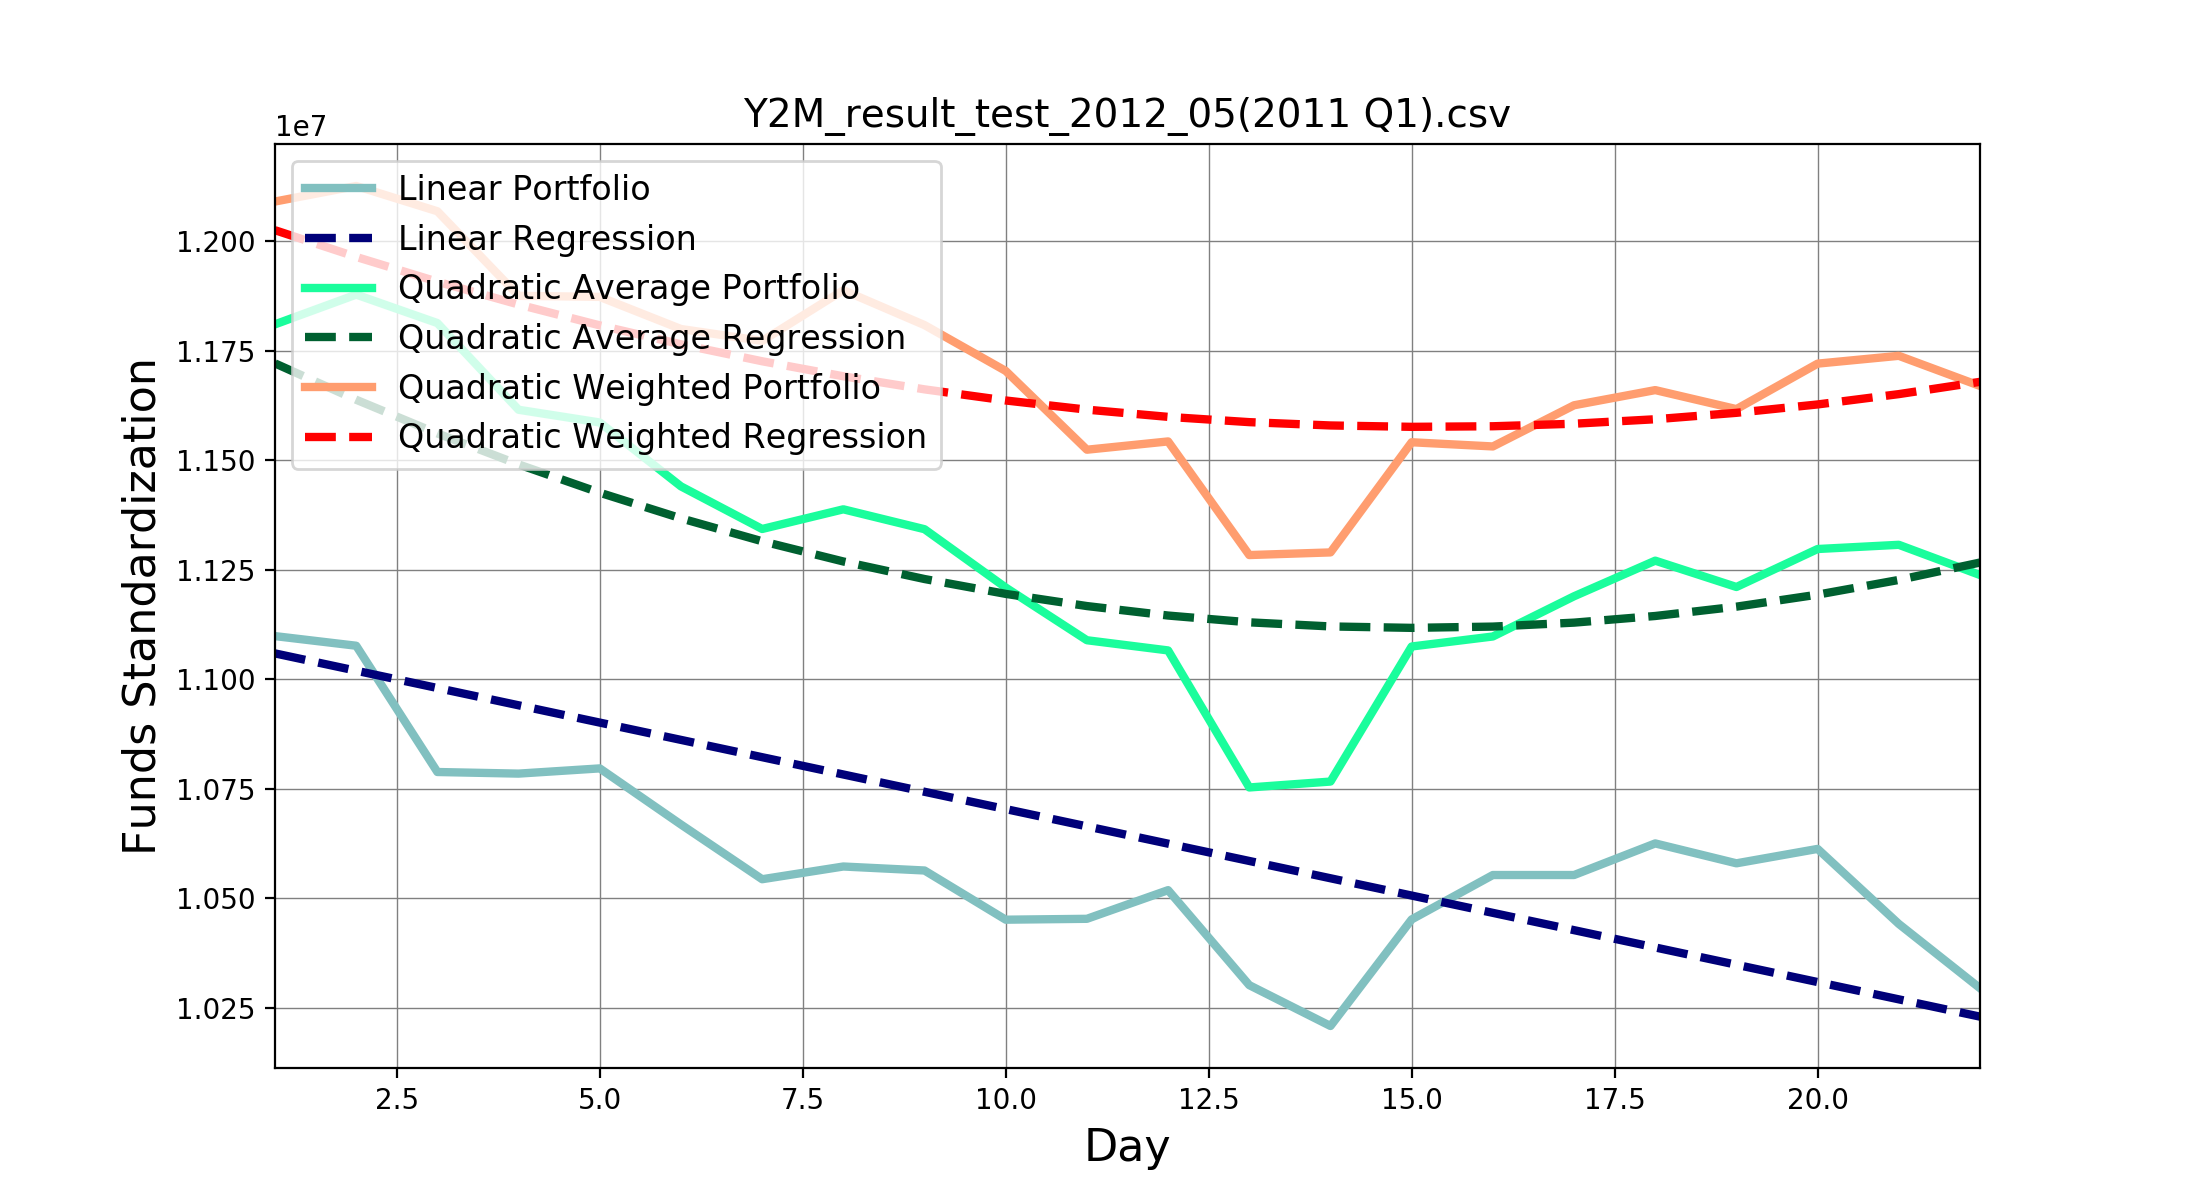 Y2M_result_test_2012_05(2011 Q1).csv
1e7
Linear Portfolio
Linear Regression
Quadratic Average Portfolio
Quadratic Average Regression
Quadratic Weighted Portfolio
Quadratic Weighted Regression
1.200
1.175
1.150
1.125
1.100
1.075
1.050
1.025
Funds Standardization
2.5 5.0 7.5 10.0 12.5 15.0 17.5 20.0
Day